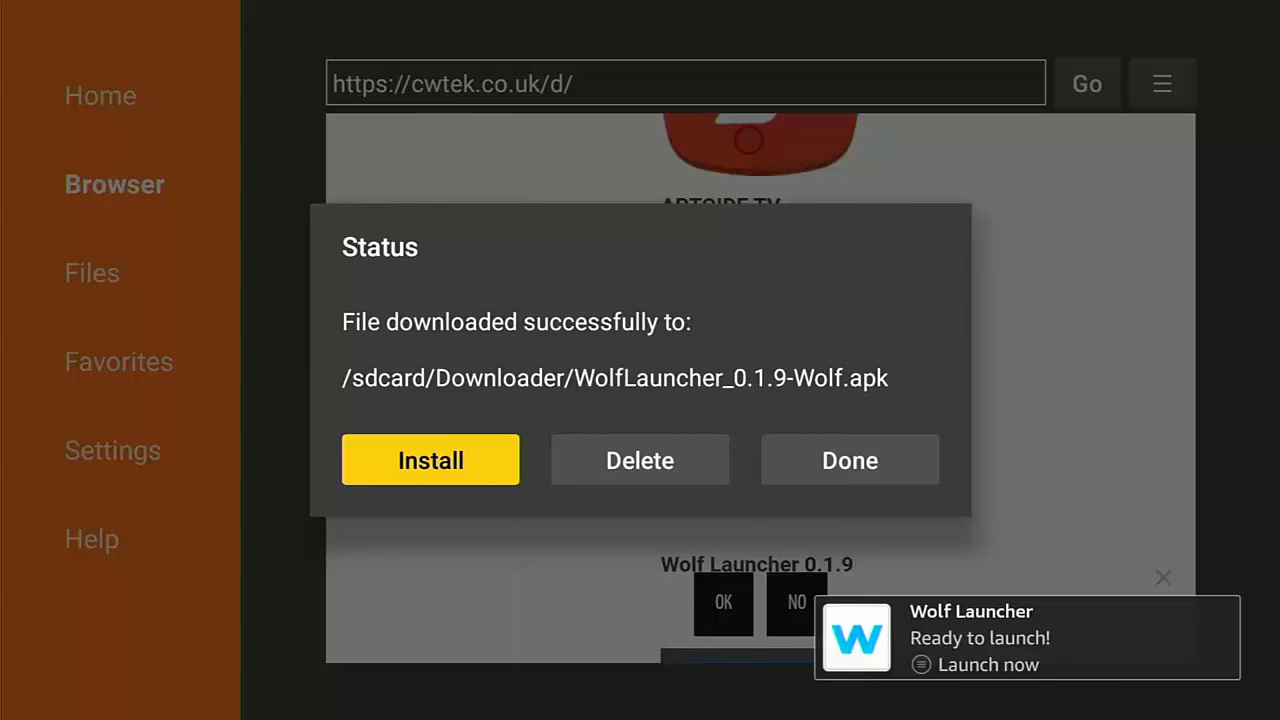 Home
Browser
Files
Favorites
Settings
Help
https://cwtek.co.uk/d/
Go
Status
File downloaded successfully to:
/sdcard/Downloader/WolfLauncher_0.1.9-Wolf.apk
Install
Delete
Done
Wolf Launcher 0.1.9
OK
NO
W
Wolf Launcher
Ready to launch!
Launch now